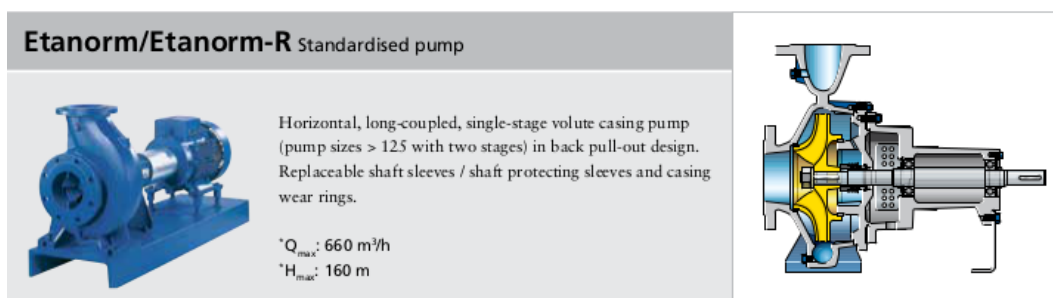 Etanorm/Etanorm-R Standardised pump
Horizontal, long-coupled, single-stage volute casing pump
(pump sizes > 125 with two stages) in back pull-out design.
Replaceable shaft sleeves / shaft protecting sleeves and casing
wear rings.
*Qmax: 660 m³/h
*Hmax: 160 m